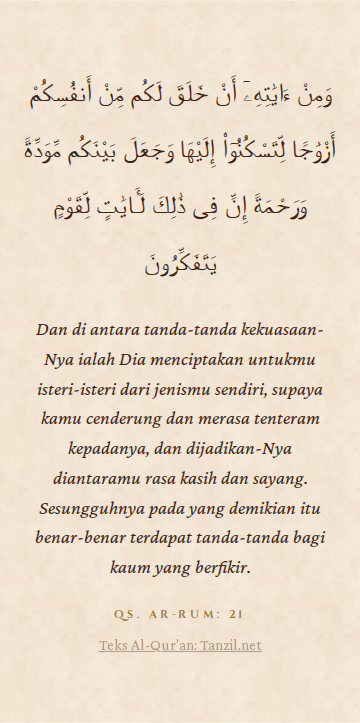 وَمِنْ ءَايَٰتِهِۦٓ أَنْ خَلَقَ لَكُم مِّنْ أَنفُسِكُمْ
أَزْوَٰجًا لِّتَسْكُنُوٓا۟ إِلَيْهَا وَجَعَلَ بَيْنَكُم مَّوَدَّةً
وَرَحْمَةً إِنَّ فِى ذَٰلِكَ لَـَٔايَٰتٍ لِّقَوْمٍ
يَتَفَكَّرُونَ
Dan di antara tanda-tanda kekuasaan-
Nya ialah Dia menciptakan untukmu
isteri-isteri dari jenismu sendiri, supaya
kamu cenderung dan merasa tenteram
kepadanya, dan dijadikan-Nya
diantaramu rasa kasih dan sayang.
Sesungguhnya pada yang demikian itu
benar-benar terdapat tanda-tanda bagi
kaum yang berfikir.
QS. AR-RUM: 21
Teks Al-Qur'an: Tanzil.net